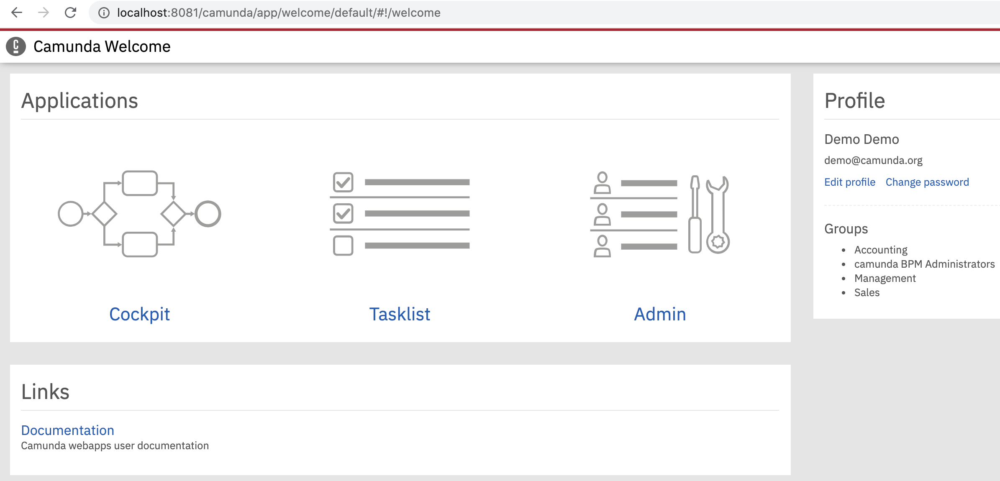 localhost:8081/camunda/app/welcome/default/#!/welcome
Camunda Welcome
Applications
Cockpit
Tasklist
Admin
Links
Documentation
Camunda webapps user documentation
Profile
Demo Demo
demo@camunda.org
Edit profile Change password
Groups
Accounting
camunda BPM Administrators
Management
Sales